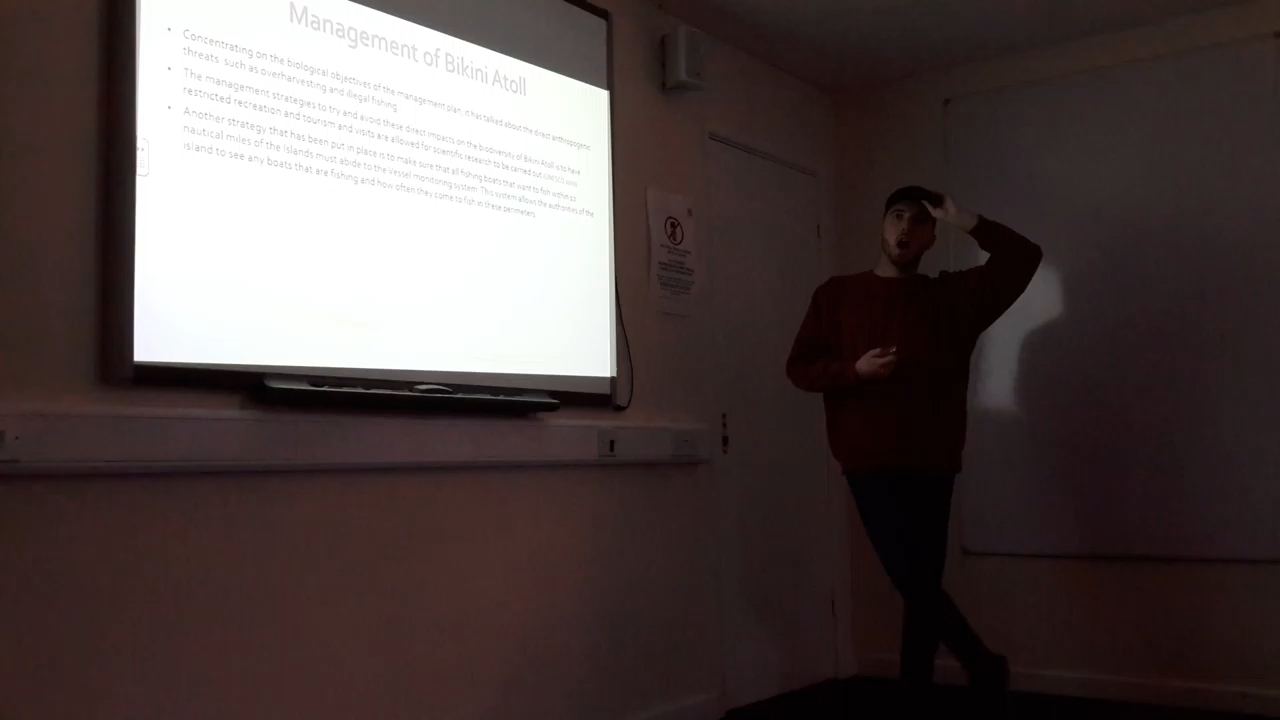 Management of Bikini Atoll
• Concentrating on the biological objectives of the management plan, it has talked about the direct anthropogenic
threats such as overharvesting and illegal fishing
• The management strategies to try and avoid these direct impacts on the biodiversity of Bikini Atoll is to have
restricted recreation and tourism and visits are allowed for scientific research to be carried out (UNESCO
• Another strategy that has been put in place is to make sure that all fishing boats that want to fish within 12
nautical miles of the Islands must abide to the Vessel monitoring system. This system allows the authorities of the
island to see any boats that are fishing and how often they come to fish in these perimeters